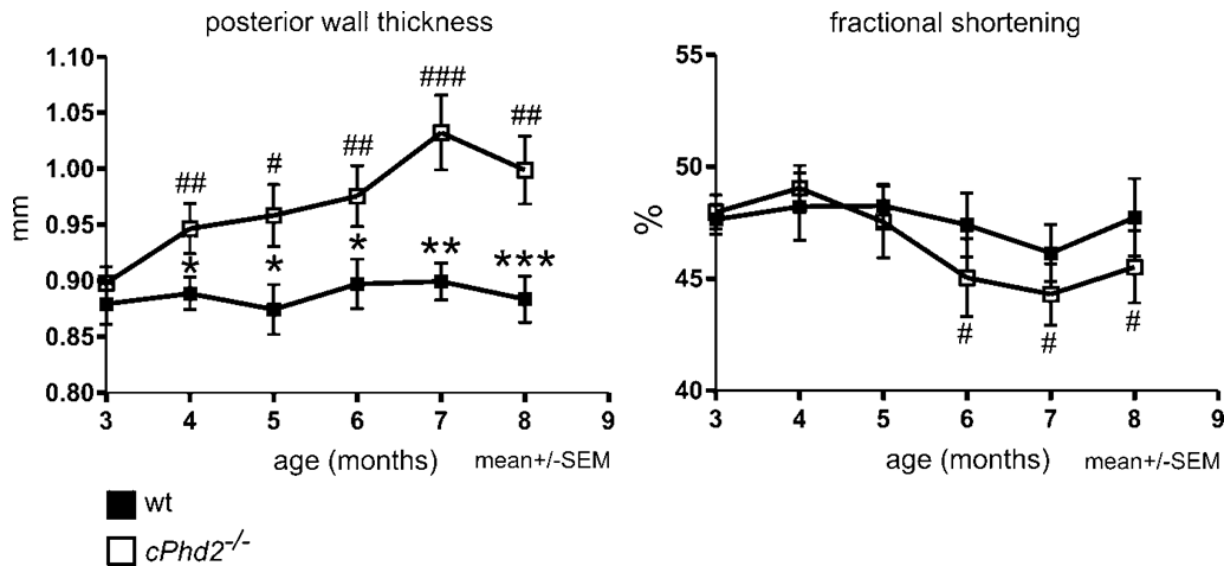 posterior wall thickness
1.10
1.05
1.00
0.95
0.90
0.85
0.80
mm
##
#
##
###
##
*
*
*
**
***
3 4 5 6 7 8 9
age (months) mean+/-SEM
fractional shortening
55
50
45
40
%
#
#
#
3 4 5 6 7 8 9
age (months) mean+/-SEM
wt
cPhd2-/-